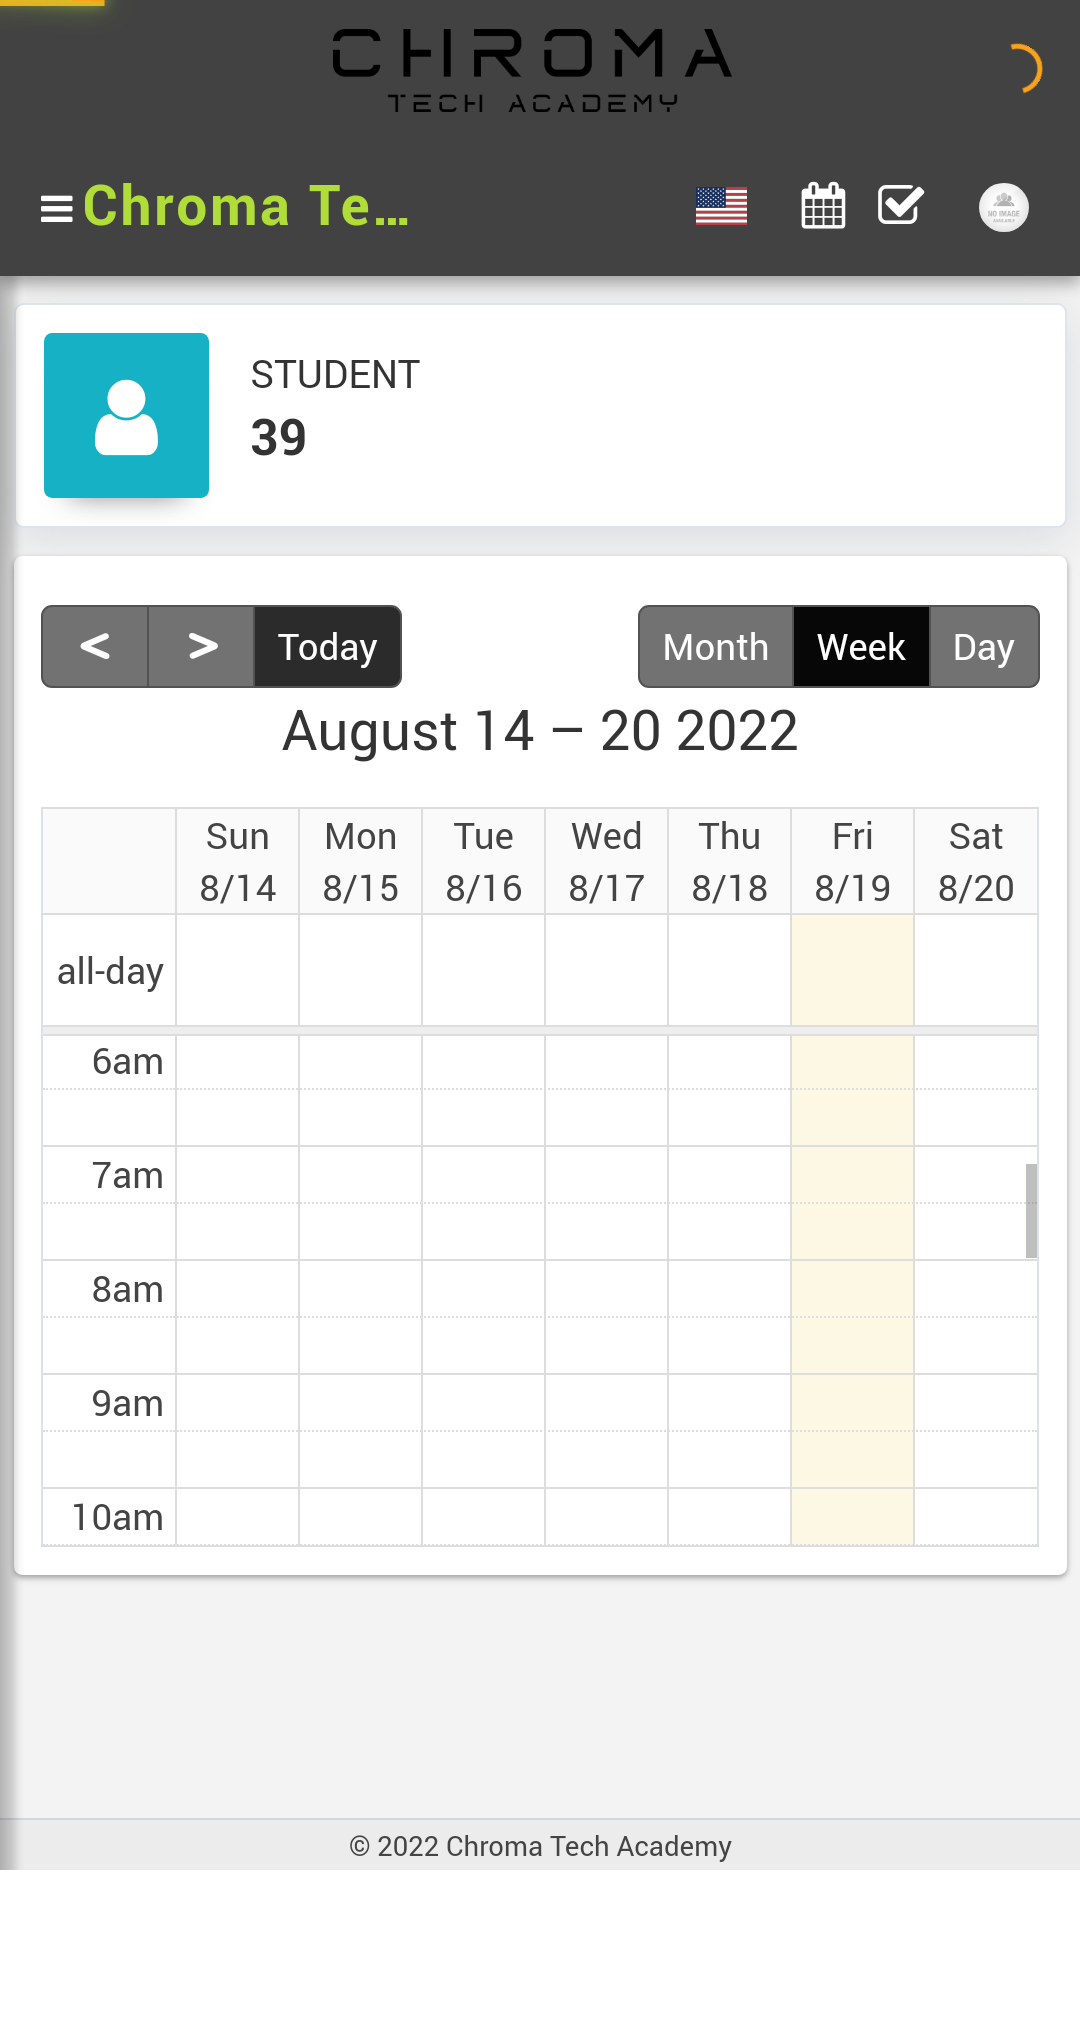 CHROMA
TECH ACADEMY
Chroma Te...
NO IMAGE
AVAILABLE
STUDENT
39
< > Today Month Week Day
August 14 – 20 2022
Sun Mon Tue Wed Thu Fri Sat
8/14 8/15 8/16 8/17 8/18 8/19 8/20
all-day
6am
7am
8am
9am
10am
© 2022 Chroma Tech Academy